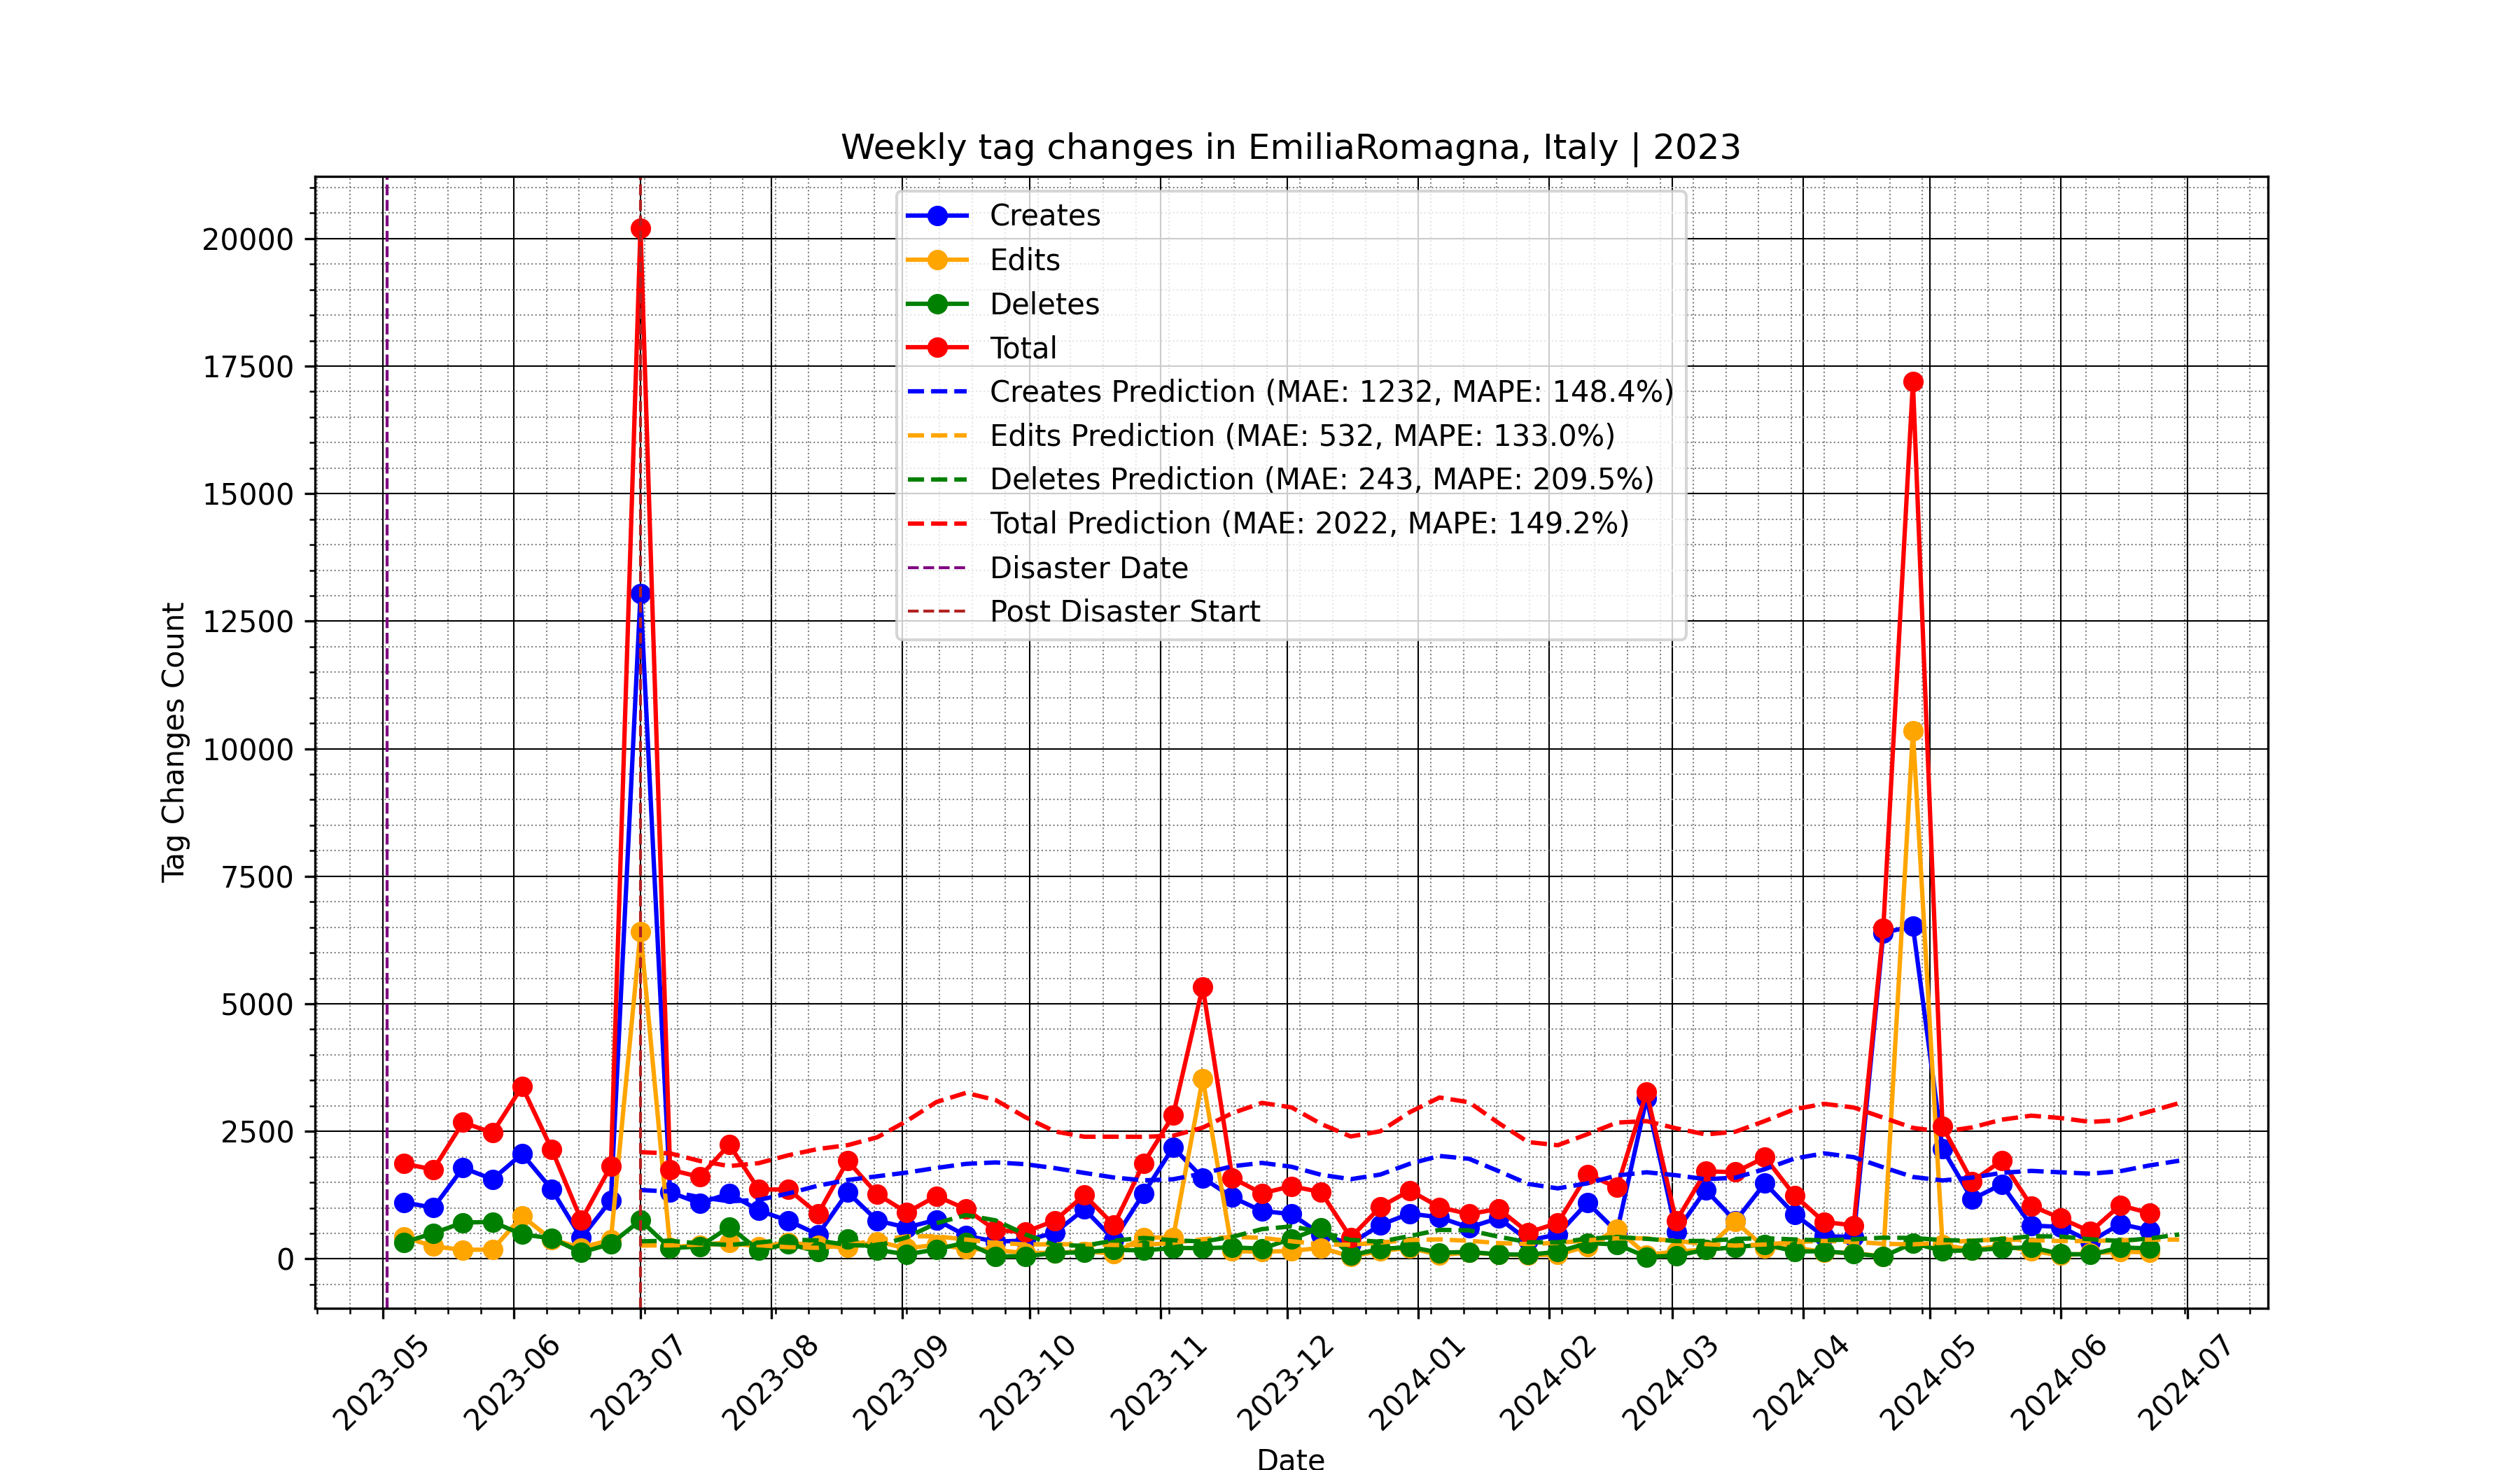 Weekly tag changes in EmiliaRomagna, Italy | 2023
Creates
Edits
Deletes
Total
Creates Prediction (MAE: 1232, MAPE: 148.4%)
Edits Prediction (MAE: 532, MAPE: 133.0%)
Deletes Prediction (MAE: 243, MAPE: 209.5%)
Total Prediction (MAE: 2022, MAPE: 149.2%)
Disaster Date
Post Disaster Start
Tag Changes Count
20000
17500
15000
12500
10000
7500
5000
2500
0
2023-05
2023-06
2023-07
2023-08
2023-09
2023-10
2023-11
2023-12
2024-01
2024-02
2024-03
2024-04
2024-05
2024-06
2024-07
Date